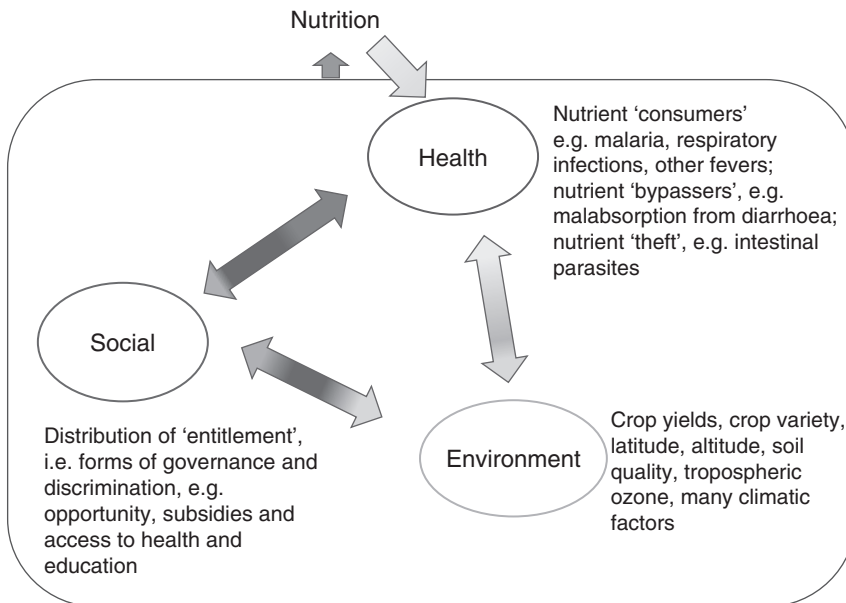 Nutrition
Health
Nutrient ‘consumers’
e.g. malaria, respiratory
infections, other fevers;
nutrient ‘bypassers’, e.g.
malabsorption from diarrhoea;
nutrient ‘theft’, e.g. intestinal
parasites
Social
Distribution of ‘entitlement’,
i.e. forms of governance and
discrimination, e.g.
opportunity, subsidies and
access to health and
education
Environment
Crop yields, crop variety,
latitude, altitude, soil
quality, tropospheric
ozone, many climatic
factors